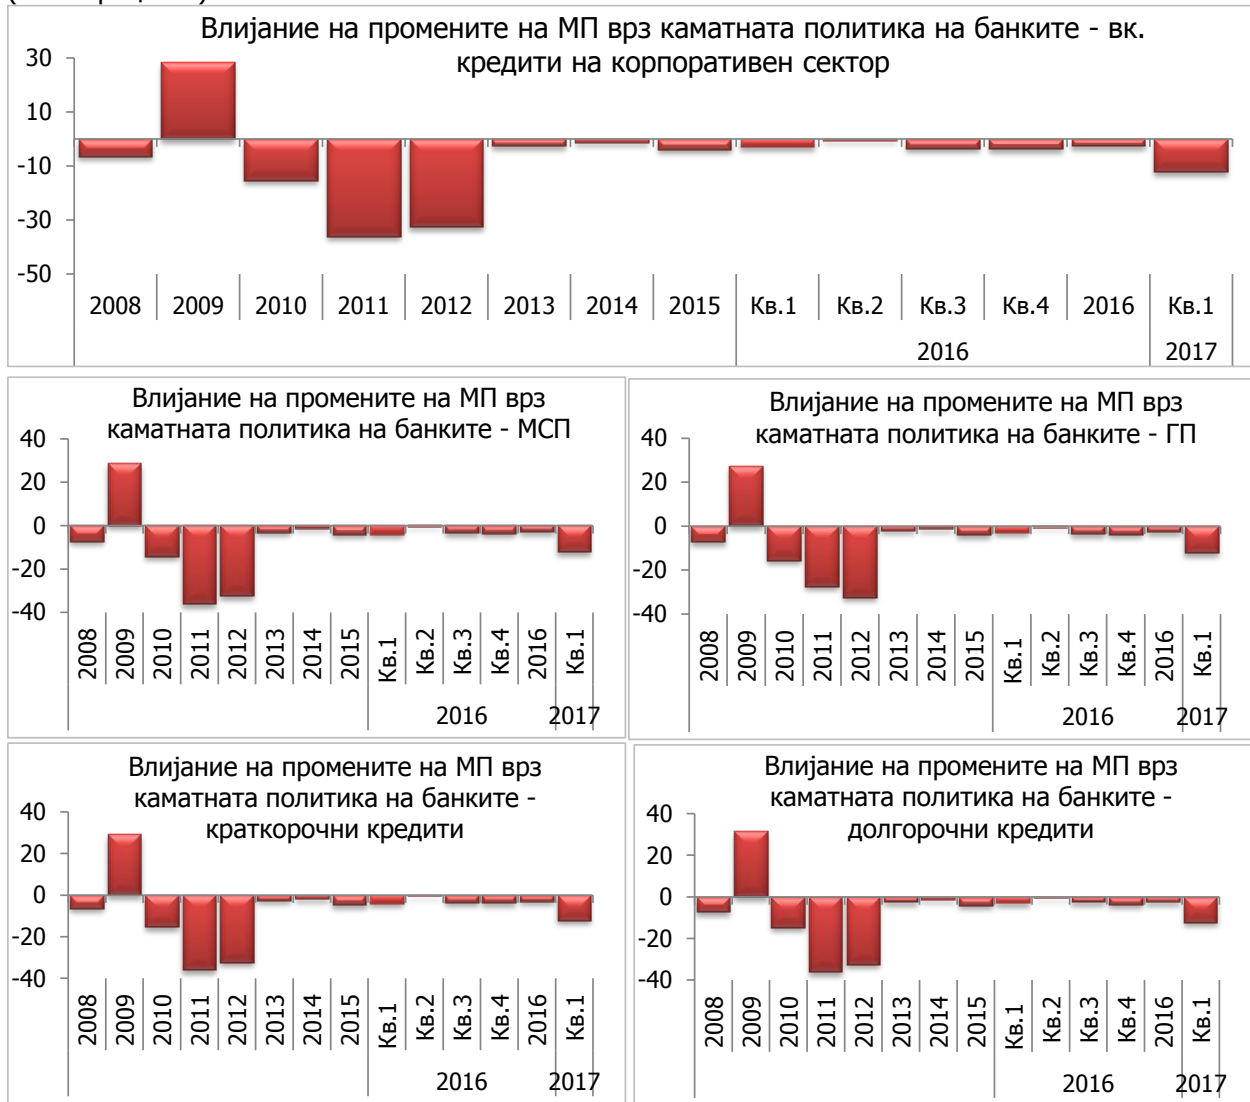 Влијание на промените на МП врз каматната политика на банките - вк.
кредити на корпоративен сектор
30
10
-10
-30
-50
2008 2009 2010 2011 2012 2013 2014 2015 Кв.1 Кв.2 Кв.3 Кв.4 2016 Кв.1
2016 2017
Влијание на промените на МП врз
каматната политика на банките - МСП
40
20
0
-20
-40
2008 2009 2010 2011 2012 2013 2014 2015 Кв.1 Кв.2 Кв.3 Кв.4 2016 Кв.1
2016 2017
Влијание на промените на МП врз
каматната политика на банките - ГП
40
20
0
-20
-40
2008 2009 2010 2011 2012 2013 2014 2015 Кв.1 Кв.2 Кв.3 Кв.4 2016 Кв.1
2016 2017
Влијание на промените на МП врз
каматната политика на банките -
краткорочни кредити
40
20
0
-20
-40
2008 2009 2010 2011 2012 2013 2014 2015 Кв.1 Кв.2 Кв.3 Кв.4 2016 Кв.1
2016 2017
Влијание на промените на МП врз
каматната политика на банките -
долгорочни кредити
40
20
0
-20
-40
2008 2009 2010 2011 2012 2013 2014 2015 Кв.1 Кв.2 Кв.3 Кв.4 2016 Кв.1
2016 2017